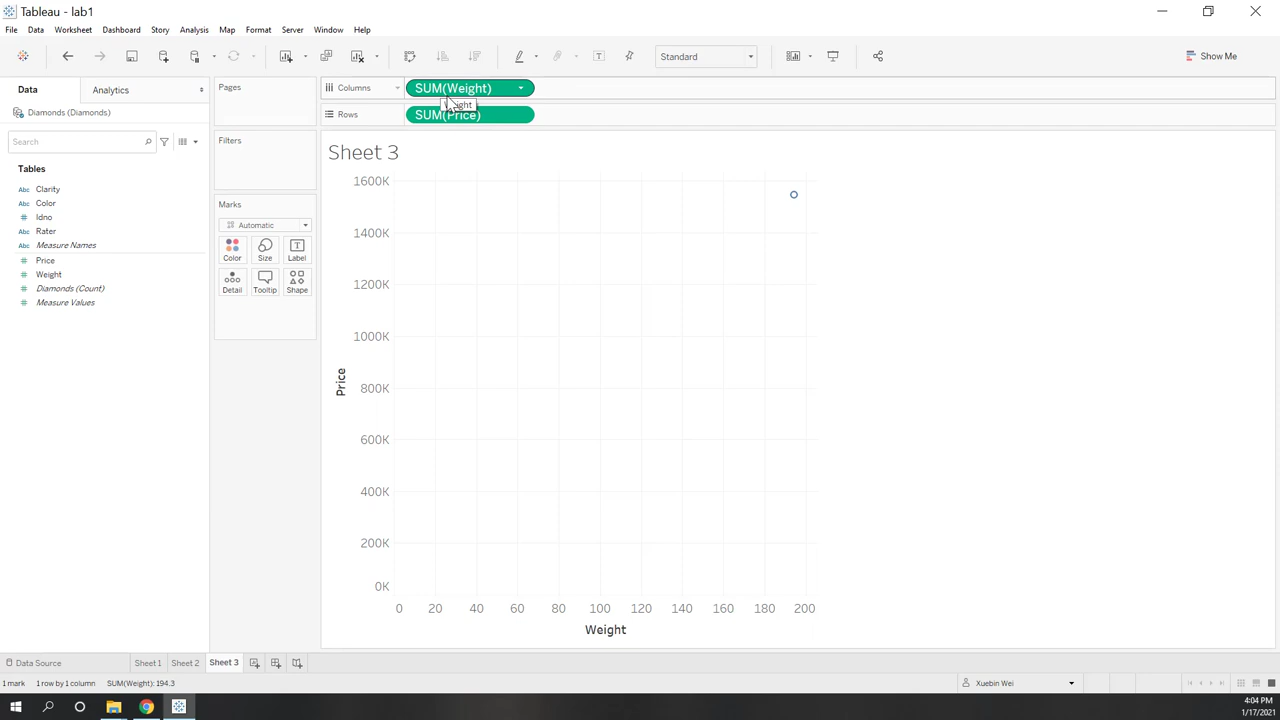 Tableau - lab1
File Data Worksheet Dashboard Story Analysis Map Format Server Window Help
Standard
Show Me
Data
Analytics
Diamonds (Diamonds)
Search
Tables
Abc Clarity
Abc Color
# Idno
Abc Rater
Abc Measure Names
# Price
# Weight
# Diamonds (Count)
# Measure Values
Pages
Filters
Marks
Automatic
Color
Size
Label
Detail
Tooltip
Shape
Columns
SUM(Weight)
Weight
Rows
SUM(Price)
Sheet 3
1600K
1400K
1200K
1000K
800K
600K
400K
200K
0K
Price
0 20 40 60 80 100 120 140 160 180 200
Weight
Data Source
Sheet 1
Sheet 2
Sheet 3
1 mark
1 row by 1 column
SUM(Weight): 194.3
Xuebin Wei
4:04 PM
1/17/2021